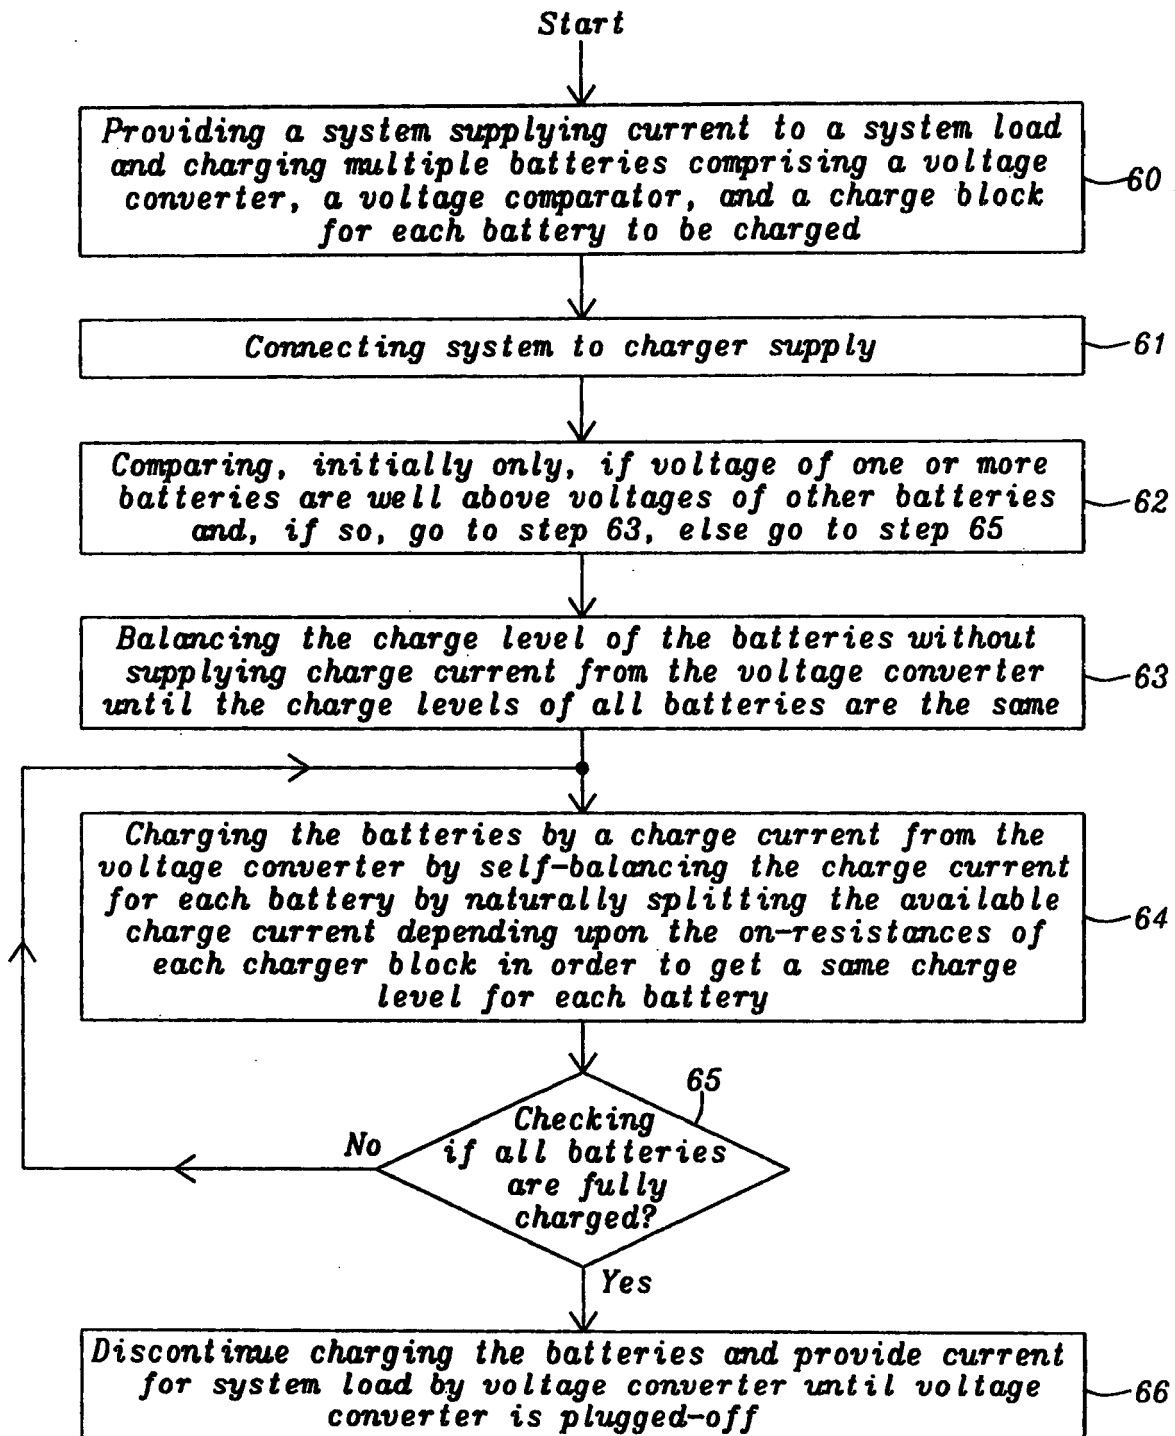 Start
Providing a system supplying current to a system load
and charging multiple batteries comprising a voltage
converter, a voltage comparator, and a charge block
for each battery to be charged
60
Connecting system to charger supply
61
Comparing, initially only, if voltage of one or more
batteries are well above voltages of other batteries
and, if so, go to step 63, else go to step 65
62
Balancing the charge level of the batteries without
supplying charge current from the voltage converter
until the charge levels of all batteries are the same
63
Charging the batteries by a charge current from the
voltage converter by self-balancing the charge current
for each battery by naturally splitting the available
charge current depending upon the on-resistances of
each charger block in order to get a same charge
level for each battery
64
65
Checking
if all batteries
are fully
charged?
No
Yes
Discontinue charging the batteries and provide current
for system load by voltage converter until voltage
converter is plugged-off
66